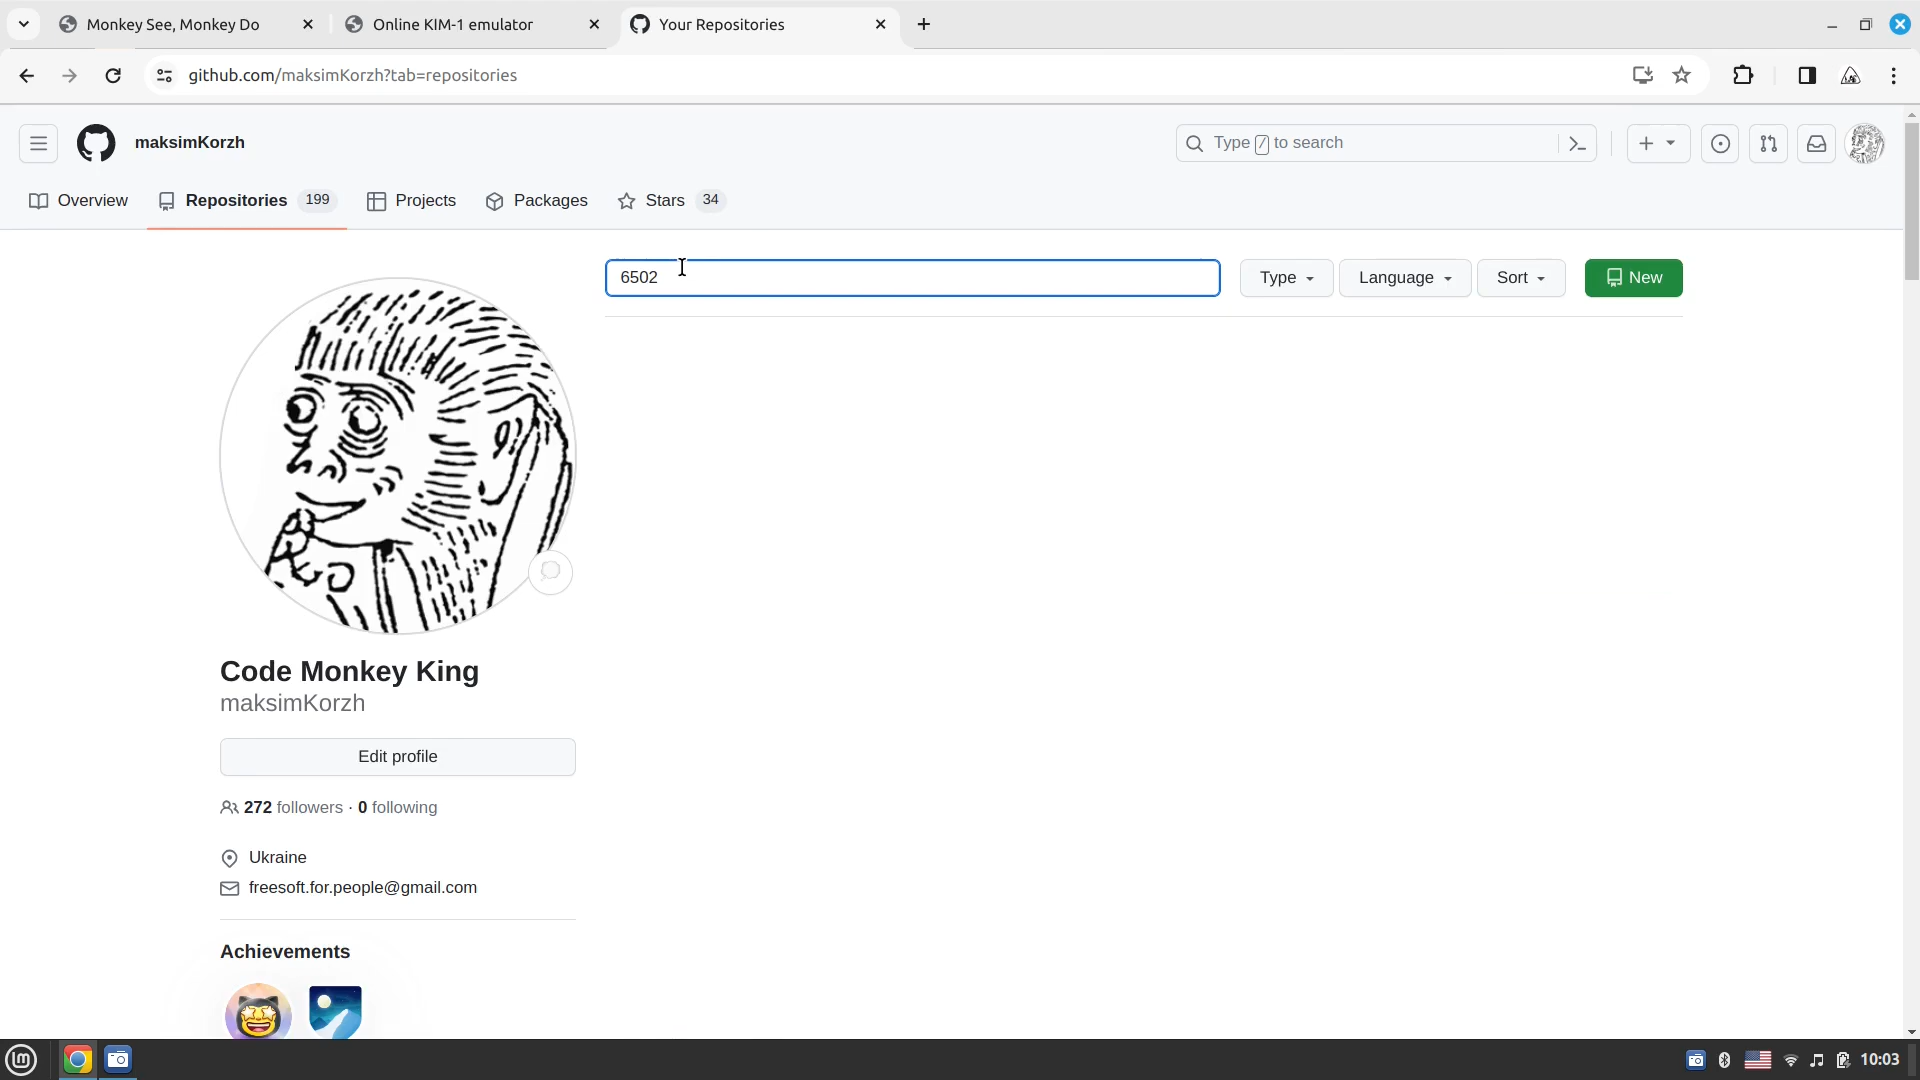 Monkey See, Monkey Do
Online KIM-1 emulator
Your Repositories
github.com/maksimKorzh?tab=repositories
maksimKorzh
Type / to search
Overview
Repositories 199
Projects
Packages
Stars 34
6502
Type
Language
Sort
New
Code Monkey King
maksimKorzh
Edit profile
272 followers · 0 following
Ukraine
freesoft.for.people@gmail.com
Achievements
10:03